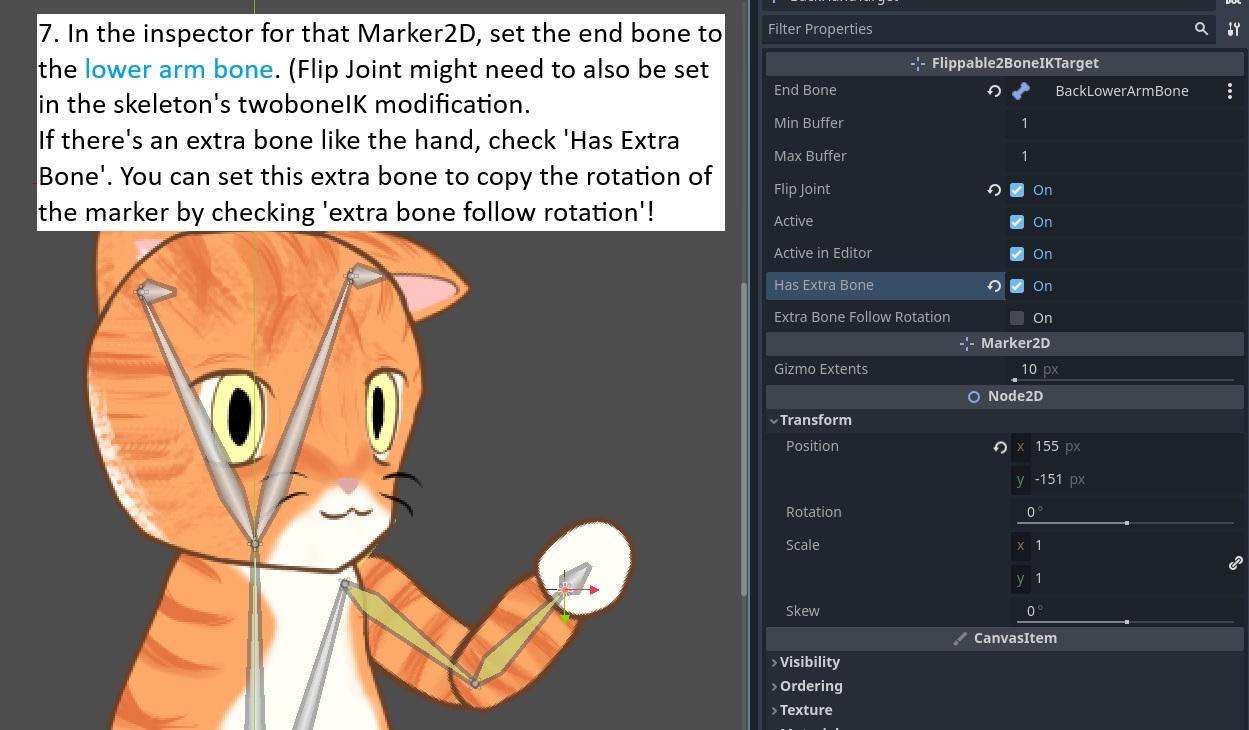 7. In the inspector for that Marker2D, set the end bone to
the lower arm bone. (Flip Joint might need to also be set
in the skeleton's twoboneIK modification.
If there's an extra bone like the hand, check 'Has Extra
Bone'. You can set this extra bone to copy the rotation of
the marker by checking 'extra bone follow rotation'!
Filter Properties
Flippable2BoneIKTarget
End Bone BackLowerArmBone
Min Buffer 1
Max Buffer 1
Flip Joint On
Active On
Active in Editor On
Has Extra Bone On
Extra Bone Follow Rotation On
Marker2D
Gizmo Extents 10 px
Node2D
Transform
Position x 155 px
y -151 px
Rotation 0 °
Scale x 1
y 1
Skew 0 °
CanvasItem
Visibility
Ordering
Texture